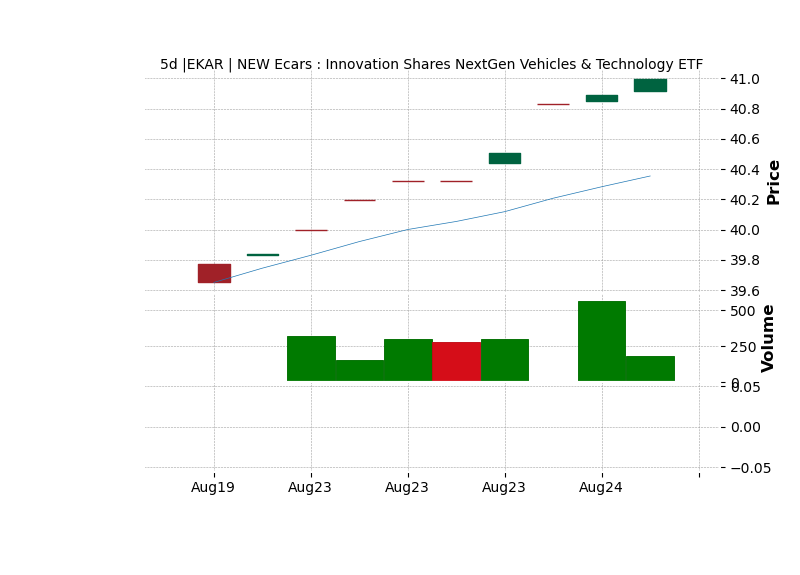 5d |EKAR | NEW Ecars : Innovation Shares NextGen Vehicles & Technology ETF
41.0
40.8
40.6
40.4
40.2
40.0
39.8
39.6
Price
500
250
0
Volume
0.05
0.00
−0.05
Aug19
Aug23
Aug23
Aug23
Aug24